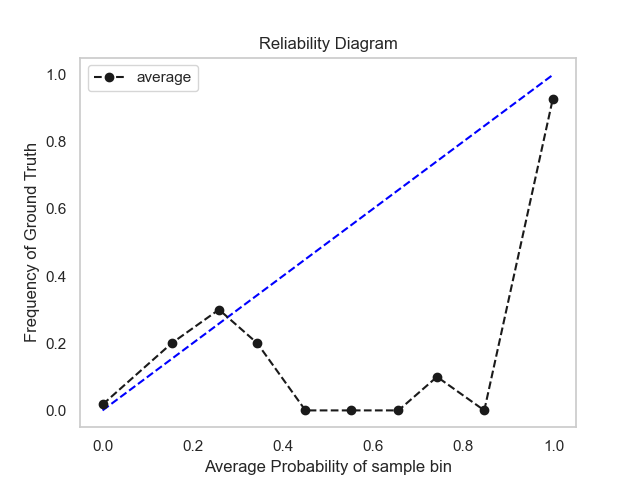 Reliability Diagram
average
Frequency of Ground Truth
1.0
0.8
0.6
0.4
0.2
0.0
0.0 0.2 0.4 0.6 0.8 1.0
Average Probability of sample bin